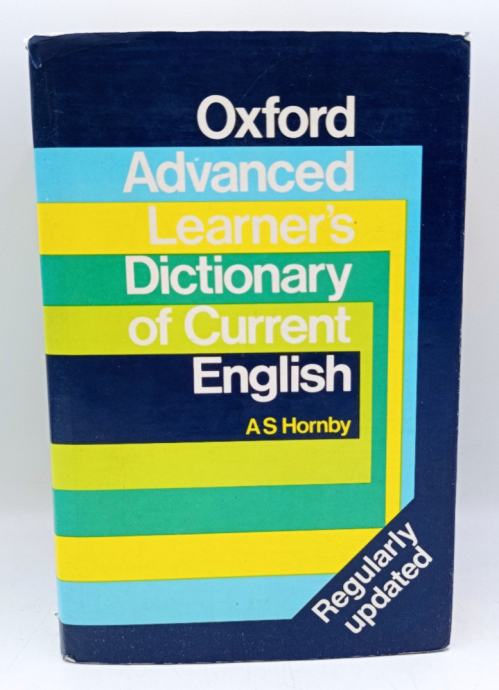 Oxford
Advanced
Learner's
Dictionary
of Current
English
A S Hornby
Regularly
updated